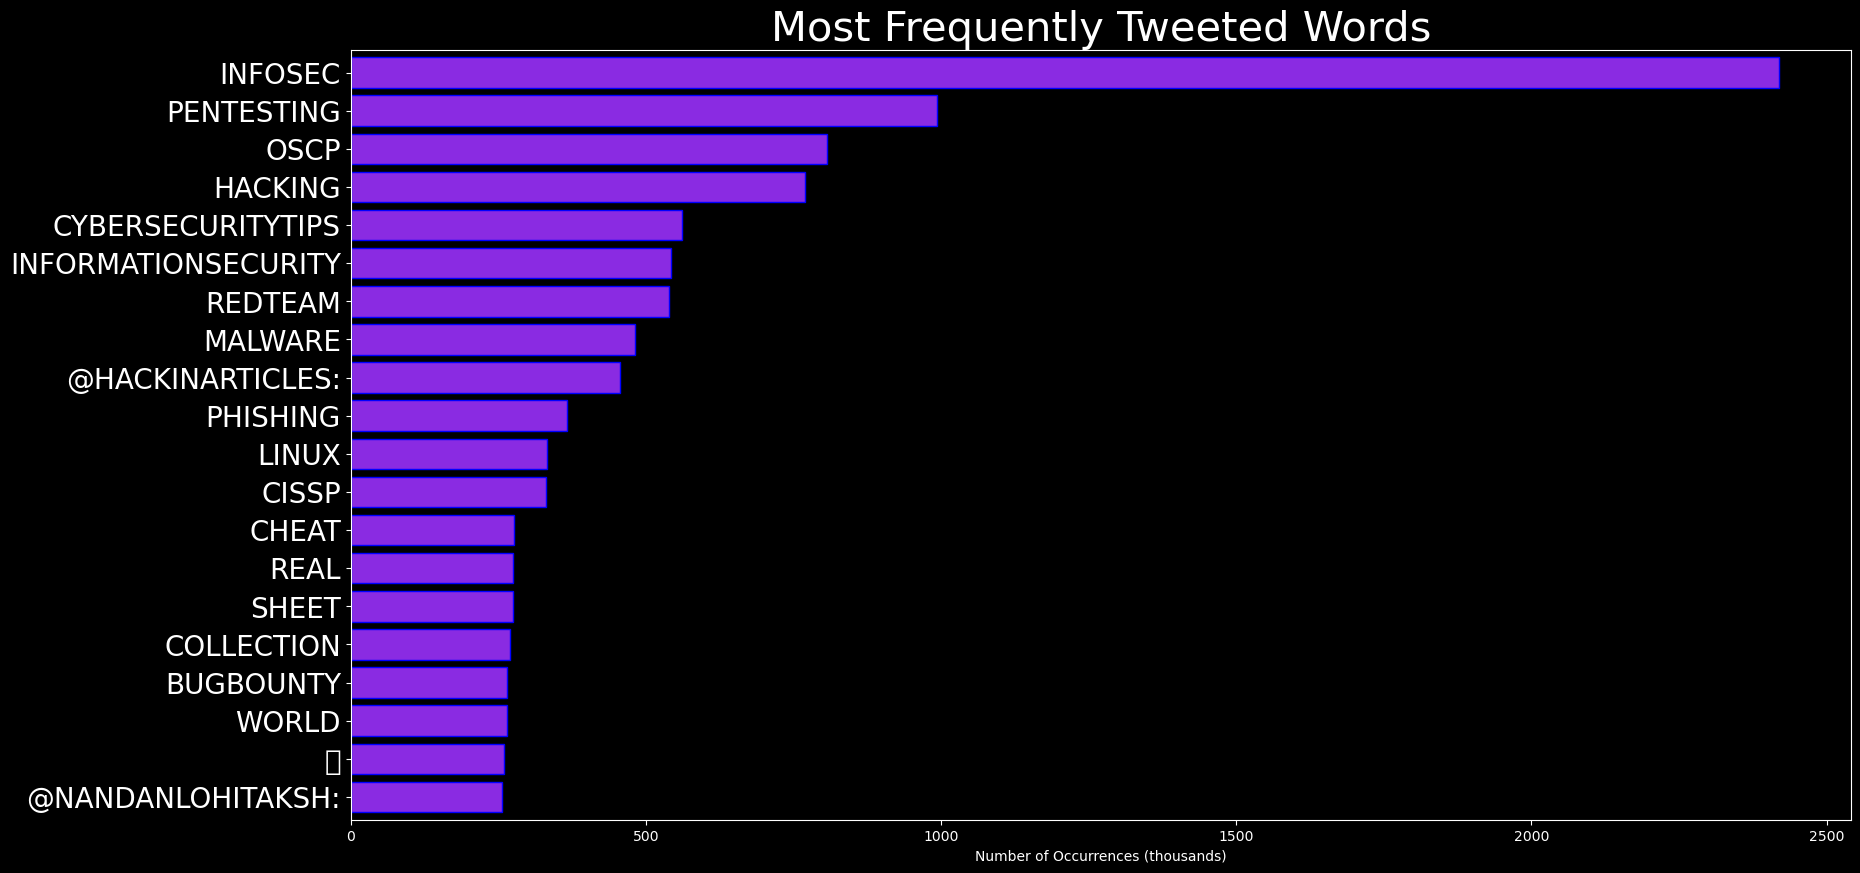 Most Frequently Tweeted Words
INFOSEC
PENTESTING
OSCP
HACKING
CYBERSECURITYTIPS
INFORMATIONSECURITY
REDTEAM
MALWARE
@HACKINARTICLES:
PHISHING
LINUX
CISSP
CHEAT
REAL
SHEET
COLLECTION
BUGBOUNTY
WORLD
@NANDANLOHITAKSH:
0 500 1000 1500 2000 2500
Number of Occurrences (thousands)